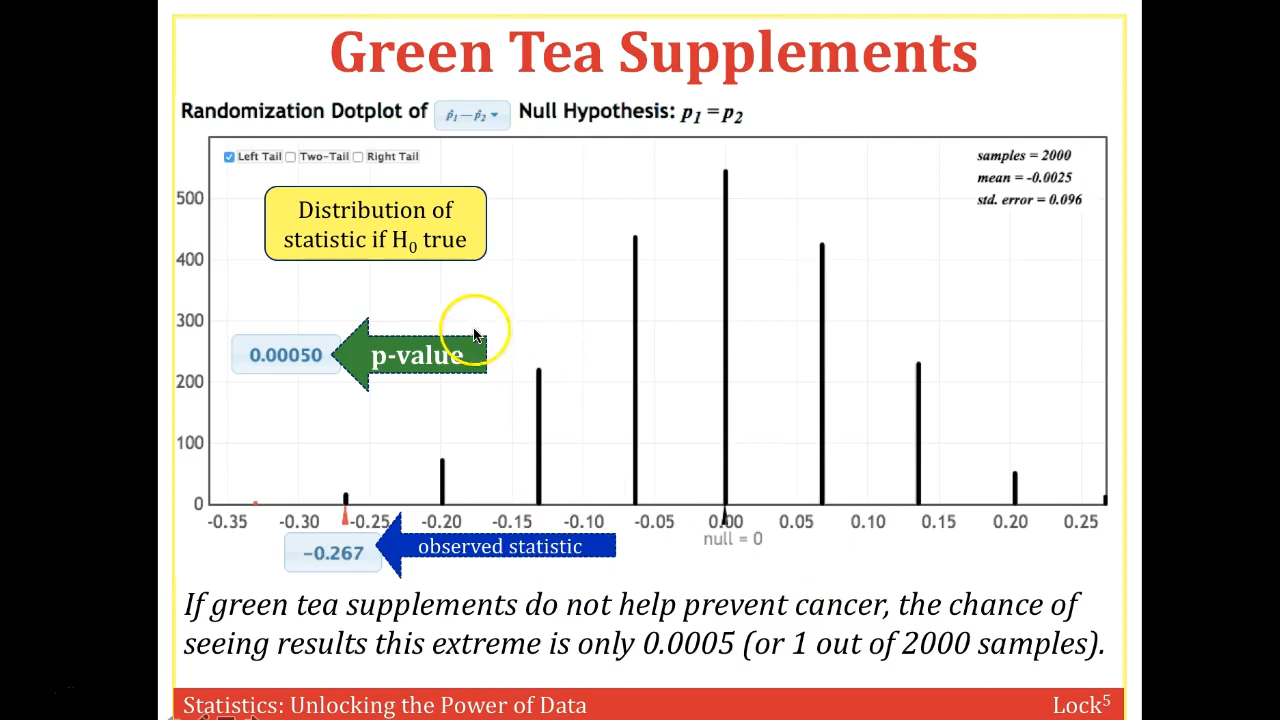 Green Tea Supplements
Randomization Dotplot of p̂₁ − p̂₂ Null Hypothesis: p₁ = p₂
Left Tail Two-Tail Right Tail
samples = 2000
mean = -0.0025
std. error = 0.096
Distribution of
statistic if H₀ true
500
400
300
200
100
0
0.00050
p-value
-0.35 -0.30 -0.25 -0.20 -0.15 -0.10 -0.05 0.00 0.05 0.10 0.15 0.20 0.25
null = 0
−0.267
observed statistic
If green tea supplements do not help prevent cancer, the chance of
seeing results this extreme is only 0.0005 (or 1 out of 2000 samples).
Statistics: Unlocking the Power of Data Lock⁵